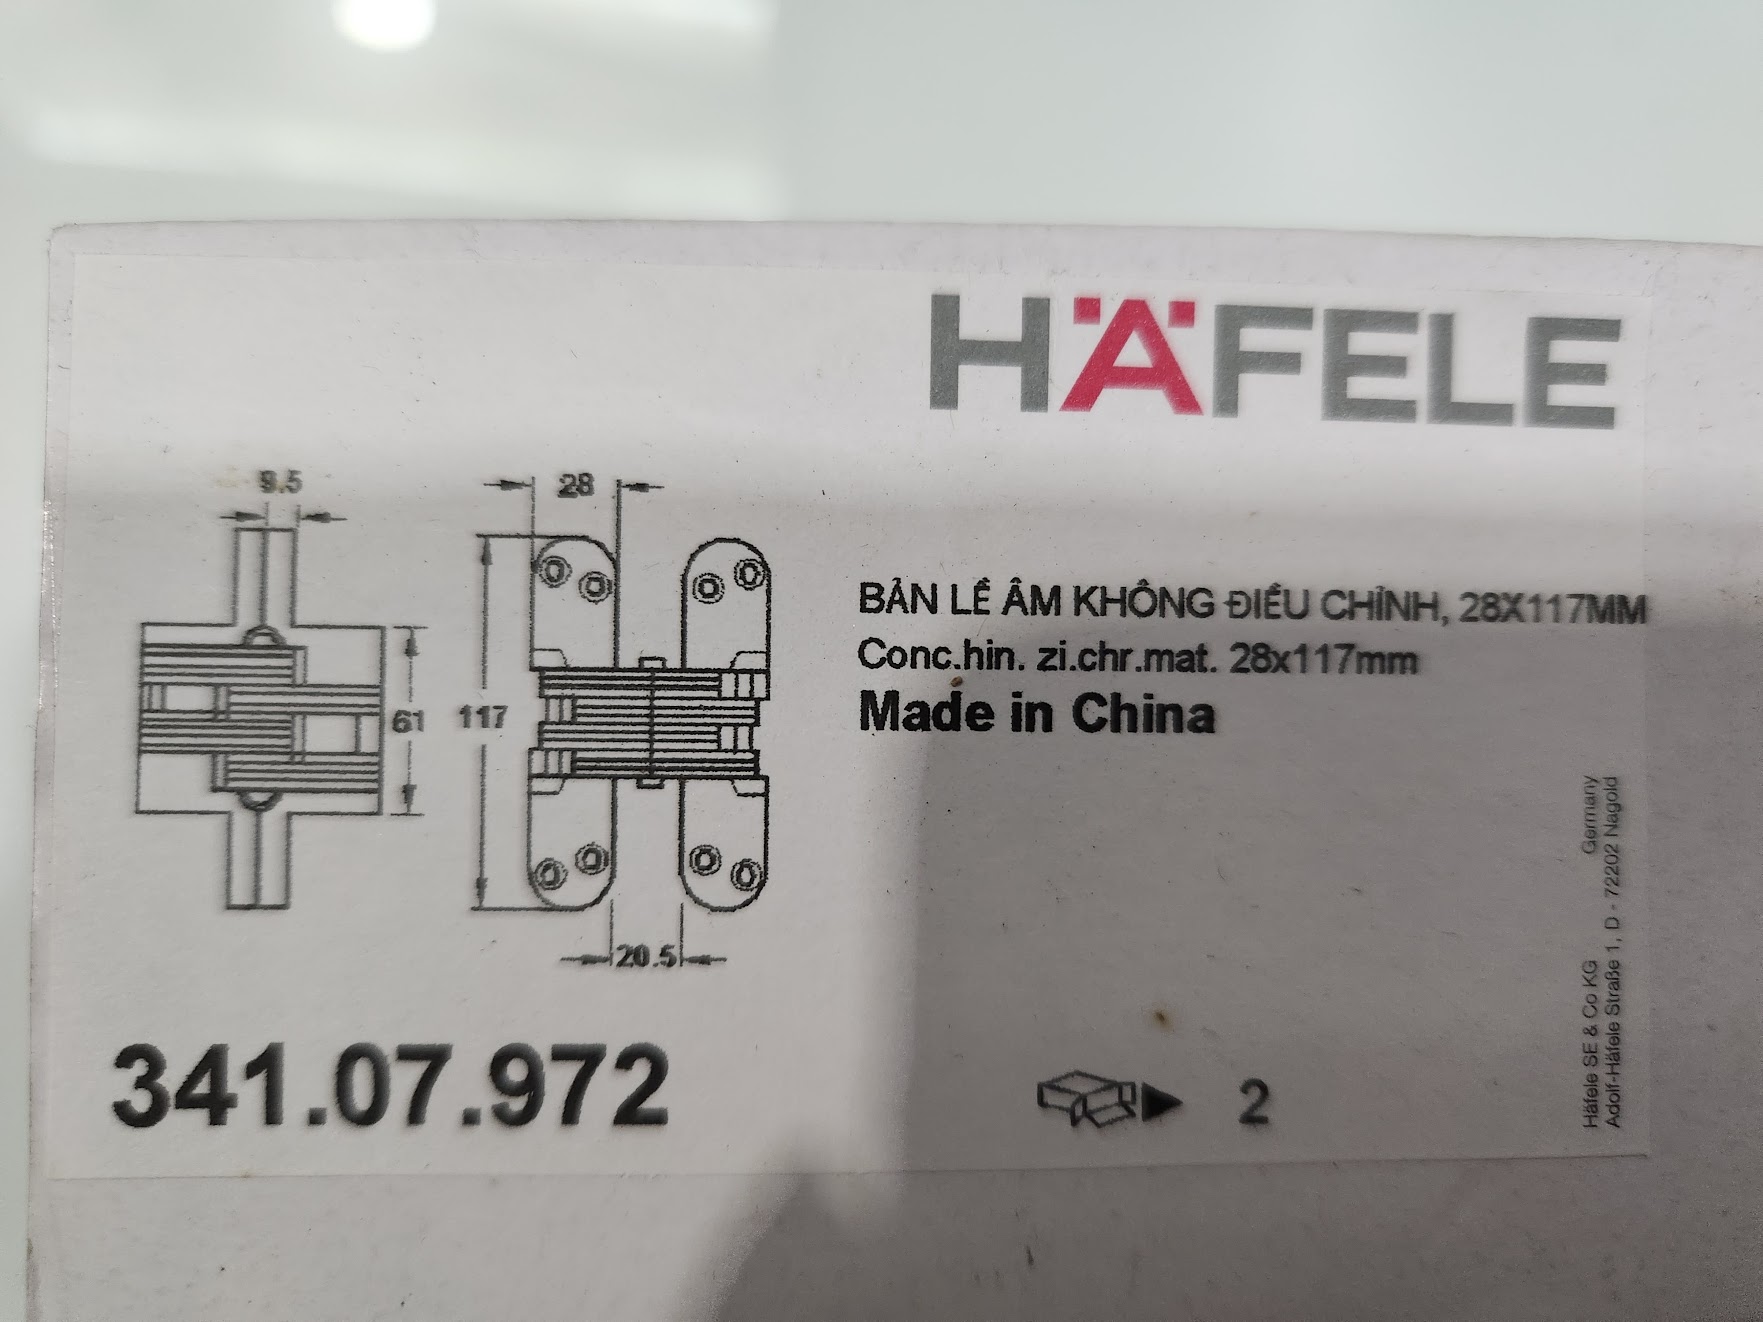 HÄFELE
9.5
28
61
117
20.5
BẢN LỀ ÂM KHÔNG ĐIỀU CHỈNH, 28X117MM
Conc.hin. zi.chr.mat. 28x117mm
Made in China
341.07.972
2
Häfele SE & Co KG Germany
Adolf-Häfele Straße 1, D - 72202 Nagold